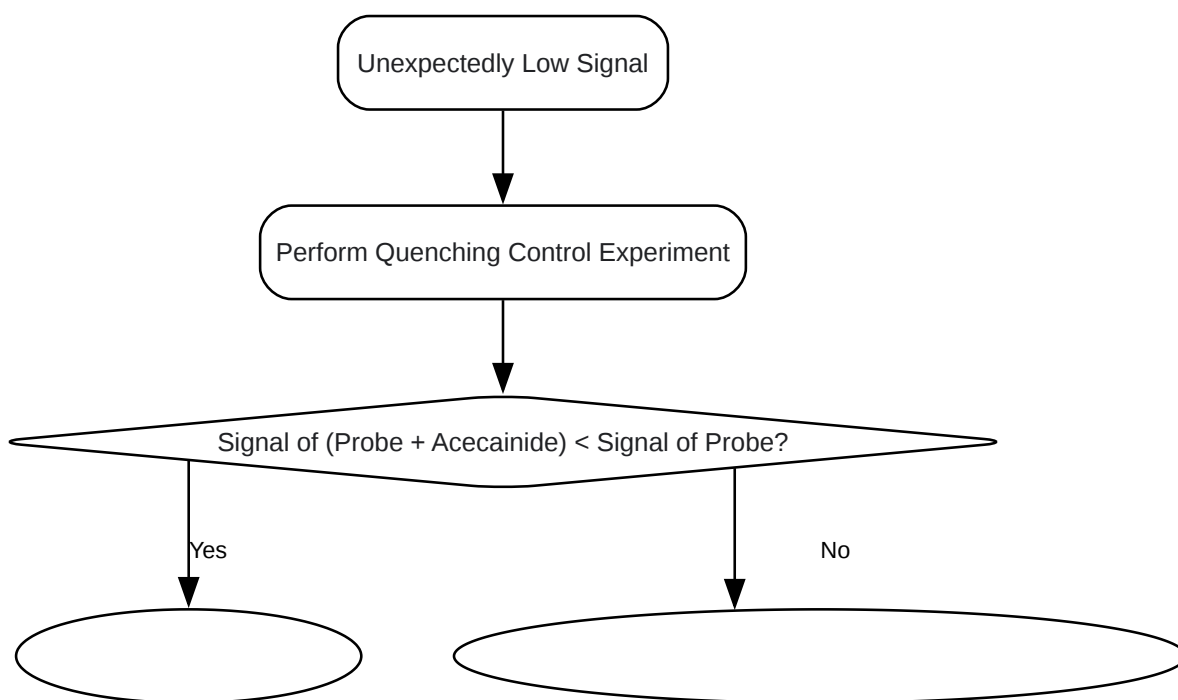 Unexpectedly Low Signal
Perform Quenching Control Experiment
Signal of (Probe + Acecainide) < Signal of Probe?
Yes
No